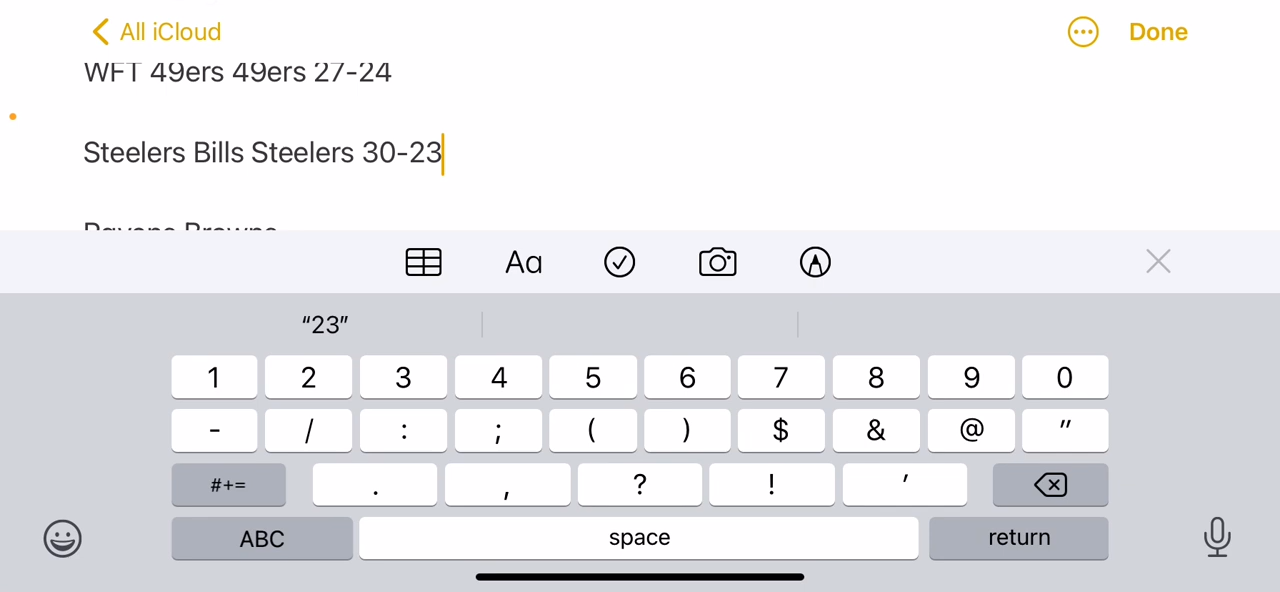 All iCloud
Done
WFT 49ers 49ers 27-24
Steelers Bills Steelers 30-23
Ravens Browns
Aa
“23”
1 2 3 4 5 6 7 8 9 0
- / : ; ( ) $ & @ "
#+= . , ? ! '
ABC space return